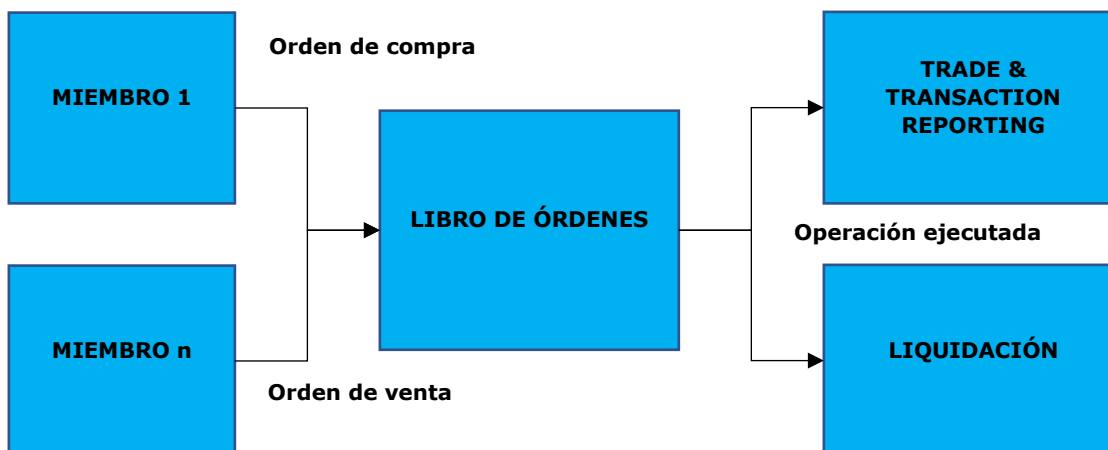 Orden de compra
MIEMBRO 1
TRADE &
TRANSACTION
REPORTING
LIBRO DE ÓRDENES
Operación ejecutada
MIEMBRO n
LIQUIDACIÓN
Orden de venta